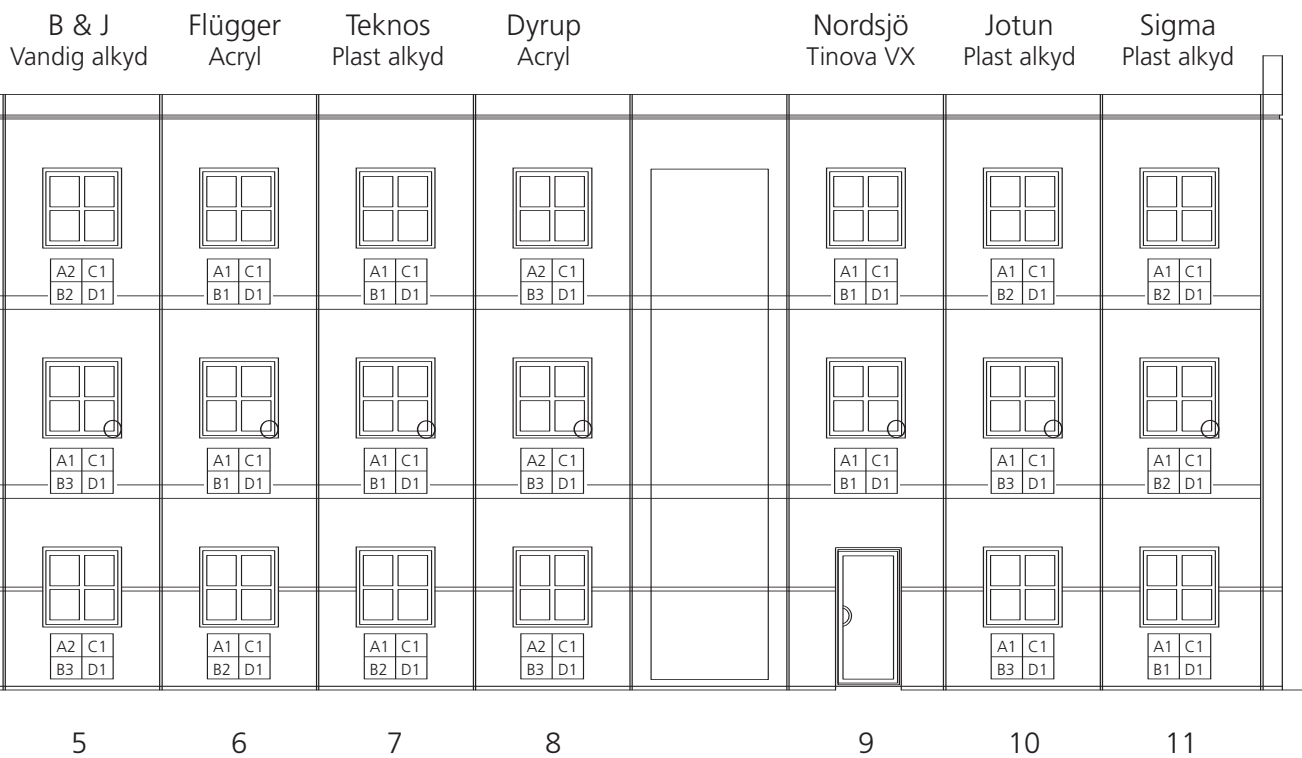 B & J Flügger Teknos Dyrup Nordsjö Jotun Sigma
Vandig alkyd Acryl Plast alkyd Acryl Tinova VX Plast alkyd Plast alkyd
A2 C1 A1 C1 A1 C1 A2 C1 A1 C1 A1 C1 A1 C1
B2 D1 B1 D1 B1 D1 B3 D1 B1 D1 B2 D1 B2 D1
A1 C1 A1 C1 A1 C1 A2 C1 A1 C1 A1 C1 A1 C1
B3 D1 B1 D1 B1 D1 B3 D1 B1 D1 B3 D1 B2 D1
A2 C1 A1 C1 A1 C1 A2 C1 A1 C1 A1 C1
B3 D1 B2 D1 B2 D1 B3 D1 B3 D1 B1 D1
5 6 7 8 9 10 11